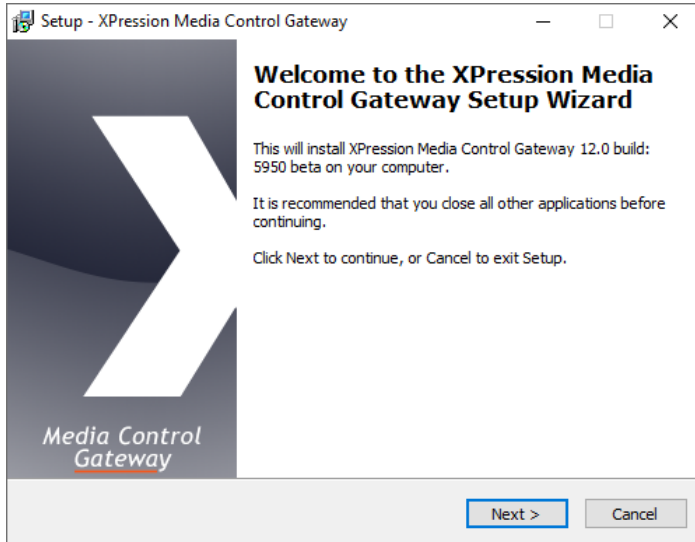 Setup - XPression Media Control Gateway
Welcome to the XPression Media
Control Gateway Setup Wizard
This will install XPression Media Control Gateway 12.0 build:
5950 beta on your computer.
It is recommended that you close all other applications before
continuing.
Click Next to continue, or Cancel to exit Setup.
Media Control
Gateway
Next >
Cancel